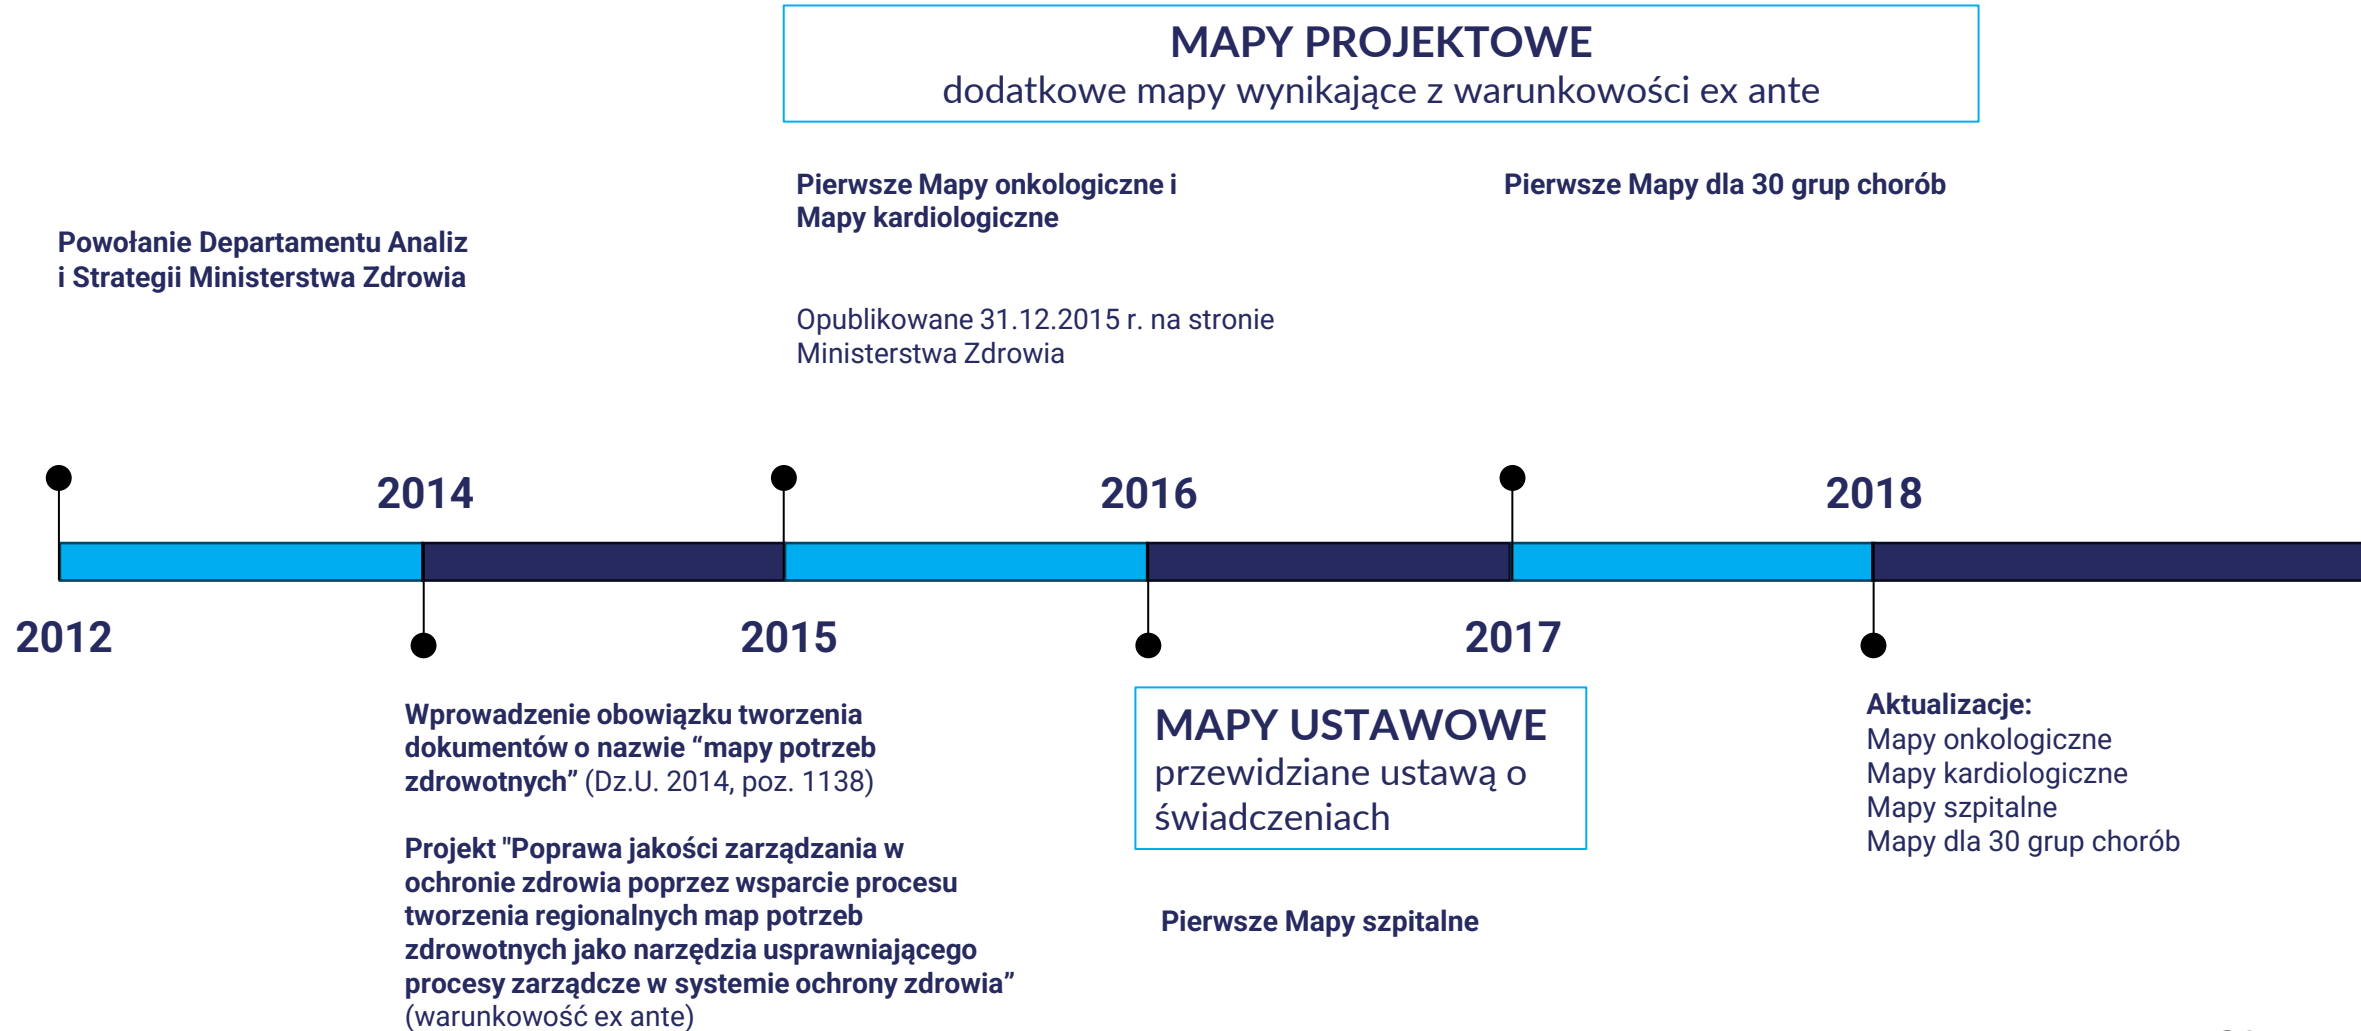 MAPY PROJEKTOWE
dodatkowe mapy wynikające z warunkowości ex ante
Powołanie Departamentu Analiz
i Strategii Ministerstwa Zdrowia
Pierwsze Mapy onkologiczne i
Mapy kardiologiczne
Opublikowane 31.12.2015 r. na stronie
Ministerstwa Zdrowia
Pierwsze Mapy dla 30 grup chorób
2014
2016
2018
2012
2015
2017
Wprowadzenie obowiązku tworzenia
dokumentów o nazwie “mapy potrzeb
zdrowotnych” (Dz.U. 2014, poz. 1138)
Projekt "Poprawa jakości zarządzania w
ochronie zdrowia poprzez wsparcie procesu
tworzenia regionalnych map potrzeb
zdrowotnych jako narzędzia usprawniającego
procesy zarządcze w systemie ochrony zdrowia”
(warunkowość ex ante)
MAPY USTAWOWE
przewidziane ustawą o
świadczeniach
Pierwsze Mapy szpitalne
Aktualizacje:
Mapy onkologiczne
Mapy kardiologiczne
Mapy szpitalne
Mapy dla 30 grup chorób